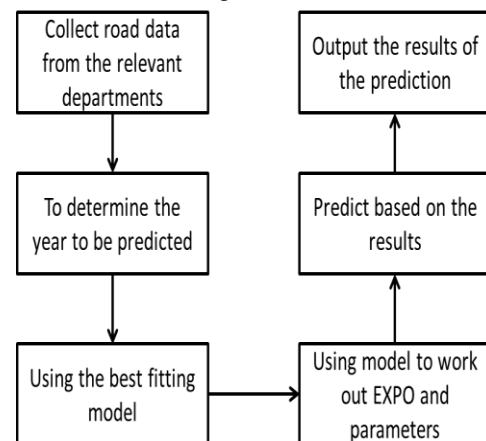 Collect road data
from the relevant
departments
To determine the
year to be predicted
Using the best fitting
model
Using model to work
out EXPO and
parameters
Predict based on the
results
Output the results of
the prediction